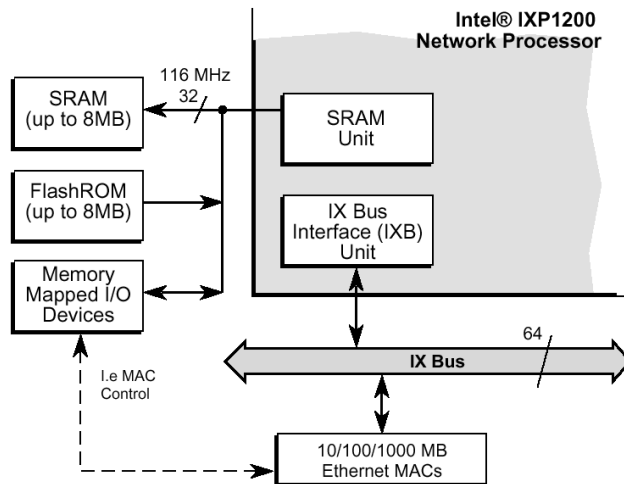 Intel® IXP1200
Network Processor
116 MHz
32
SRAM
(up to 8MB)
SRAM
Unit
FlashROM
(up to 8MB)
IX Bus
Interface (IXB)
Unit
Memory
Mapped I/O
Devices
64
IX Bus
I.e MAC
Control
10/100/1000 MB
Ethernet MACs